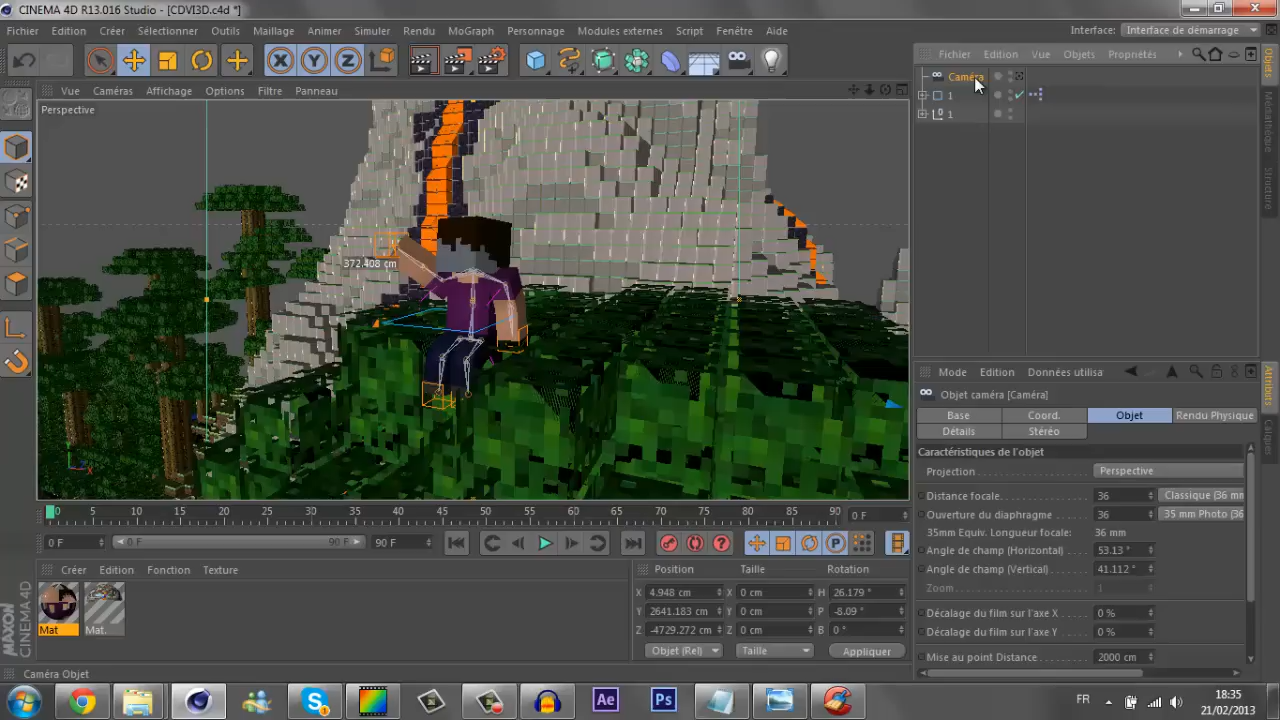 CINEMA 4D R13.016 Studio - [CDVI3D.c4d *]
Fichier Edition Créer Sélectionner Outils Maillage Animer Simuler Rendu MoGraph Personnage Modules externes Script Fenêtre Aide Interface: Interface de démarrage
X Y Z
Fichier Edition Vue Objets Propriétés
Vue Caméras Affichage Options Filtre Panneau
Perspective
Caméra
1
1
372.408 cm
Objets
Médiathèque
Structure
Mode Edition Données utilisa
Objet caméra [Caméra]
Base Coord. Objet Rendu Physique
Détails Stéréo
Attributs
Calques
Caractéristiques de l'objet
Projection Perspective
Distance focale 36 Classique (36 mm
Ouverture du diaphragme 36 35 mm Photo (36
35mm Equiv. Longueur focale: 36 mm
Angle de champ (Horizontal) 53.13 °
Angle de champ (Vertical) 41.112 °
Zoom 1
Décalage du film sur l'axe X 0 %
Décalage du film sur l'axe Y 0 %
Mise au point Distance 2000 cm
0 5 10 15 20 25 30 35 40 45 50 55 60 65 70 75 80 85 90 0 F
0 F 0 F 90 F 90 F
Créer Edition Fonction Texture
Mat Mat.
Position Taille Rotation
X 4.948 cm X 0 cm H 26.179 °
Y 2641.183 cm Y 0 cm P -8.09 °
Z -4729.272 cm Z 0 cm B 0 °
Objet (Rel) Taille Appliquer
MAXON
CINEMA 4D
Caméra Objet
Ae Ps FR 18:35
21/02/2013